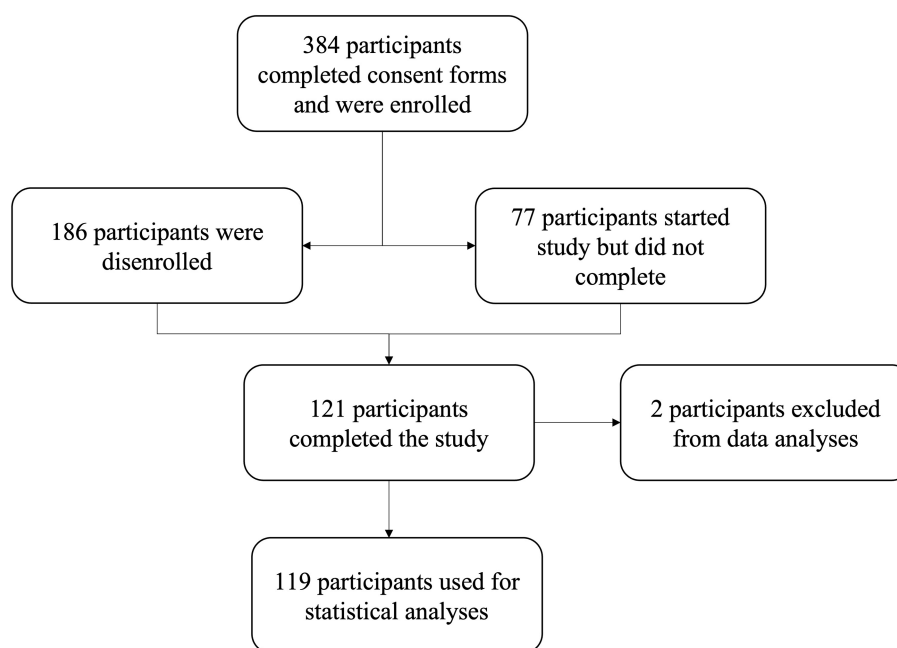 384 participants
completed consent forms
and were enrolled
186 participants were
disenrolled
77 participants started
study but did not
complete
121 participants
completed the study
2 participants excluded
from data analyses
119 participants used for
statistical analyses